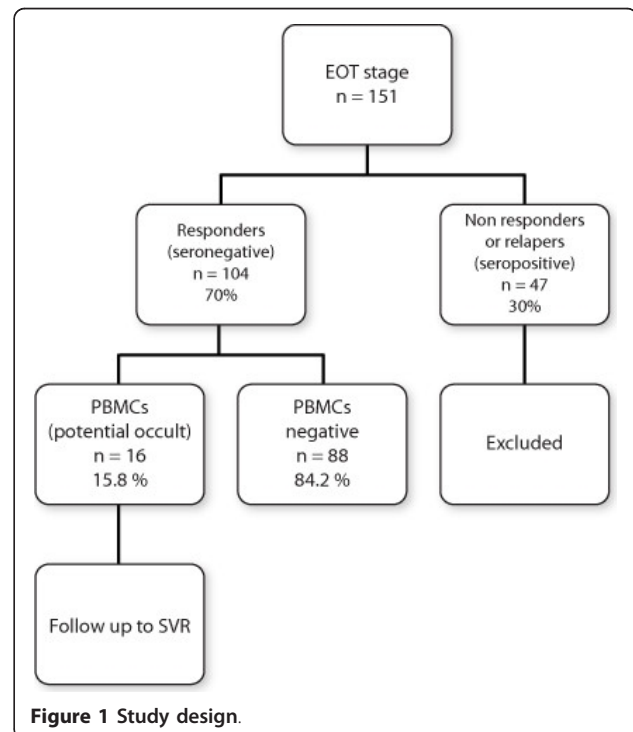 EOT stage
n = 151
Responders
(seronegative)
n = 104
70%
Non responders
or relapers
(seropositive)
n = 47
30%
PBMCs
(potential occult)
n = 16
15.8 %
PBMCs
negative
n = 88
84.2 %
Excluded
Follow up to SVR
Figure 1 Study design.